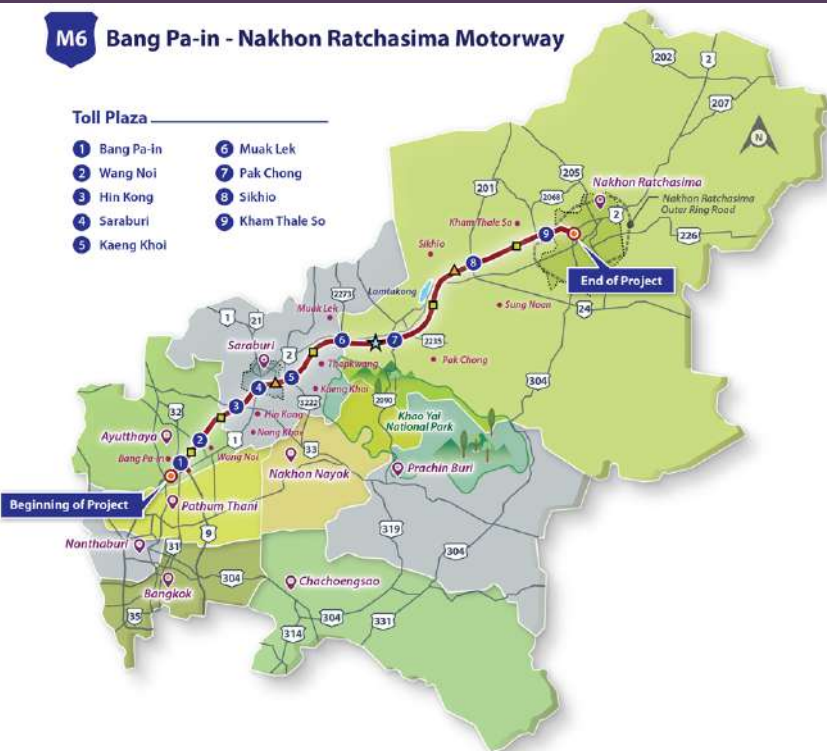 M6 Bang Pa-in - Nakhon Ratchasima Motorway
Toll Plaza
1 Bang Pa-in
2 Wang Noi
3 Hin Kong
4 Saraburi
5 Kaeng Khoi
6 Muak Lek
7 Pak Chong
8 Sikhio
9 Kham Thale So
202
2
207
N
205
201
2068
Nakhon Ratchasima
2
Nakhon Ratchasima
Outer Ring Road
Kham Thale So
226
9
Sikhio
8
End of Project
Lamtakong
2273
Sung Noen
24
1
21
Muak Lek
Saraburi
2
6
7
2235
Thapkwang
Pak Chong
304
4
5
Kaeng Khoi
3222
2090
32
3
Hin Kong
Khao Yai
National Park
Ayutthaya
2
1
Nong Khae
33
Bang Pa-in
1
Wang Noi
Nakhon Nayok
Prachin Buri
Beginning of Project
Pathum Thani
319
9
Nonthaburi
31
304
Bangkok
304
Chachoengsao
35
304
331
314